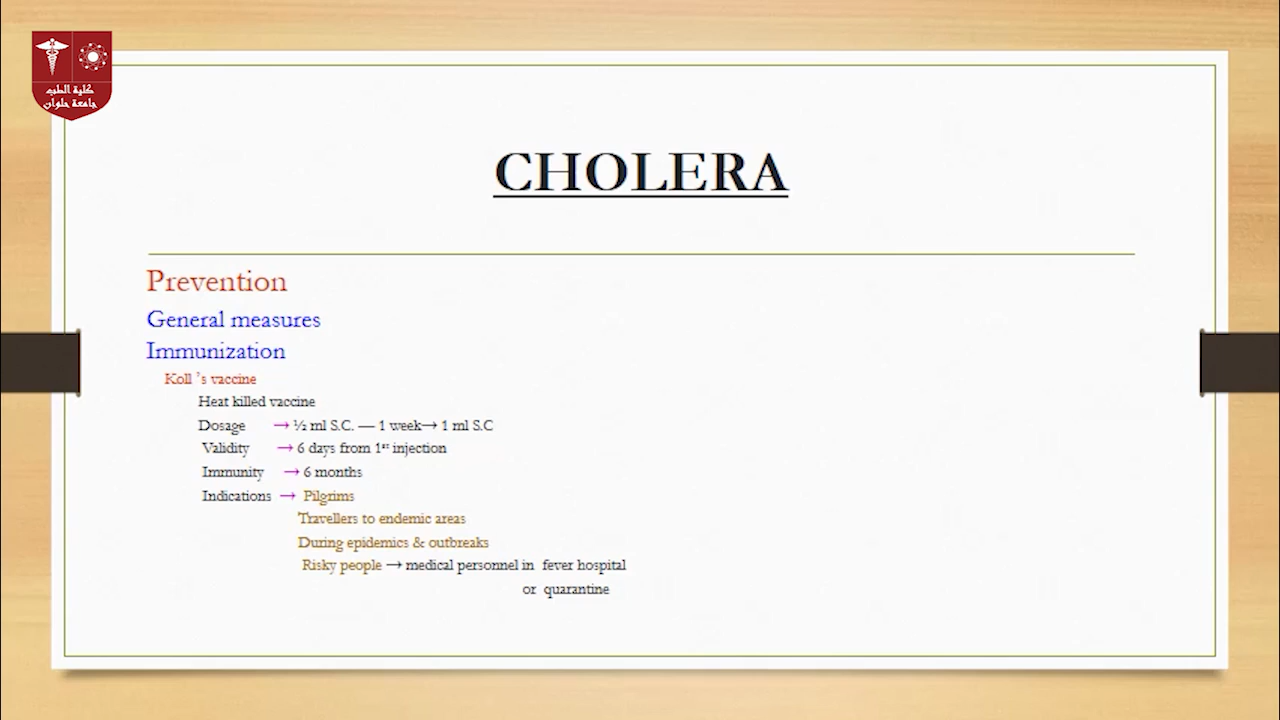 كلية الطب
جامعة حلوان
CHOLERA
Prevention
General measures
Immunization
Koll 's vaccine
Heat killed vaccine
Dosage → ½ ml S.C. — 1 week→ 1 ml S.C
Validity → 6 days from 1st injection
Immunity → 6 months
Indications → Pilgrims
Travellers to endemic areas
During epidemics & outbreaks
Risky people → medical personnel in fever hospital
or quarantine